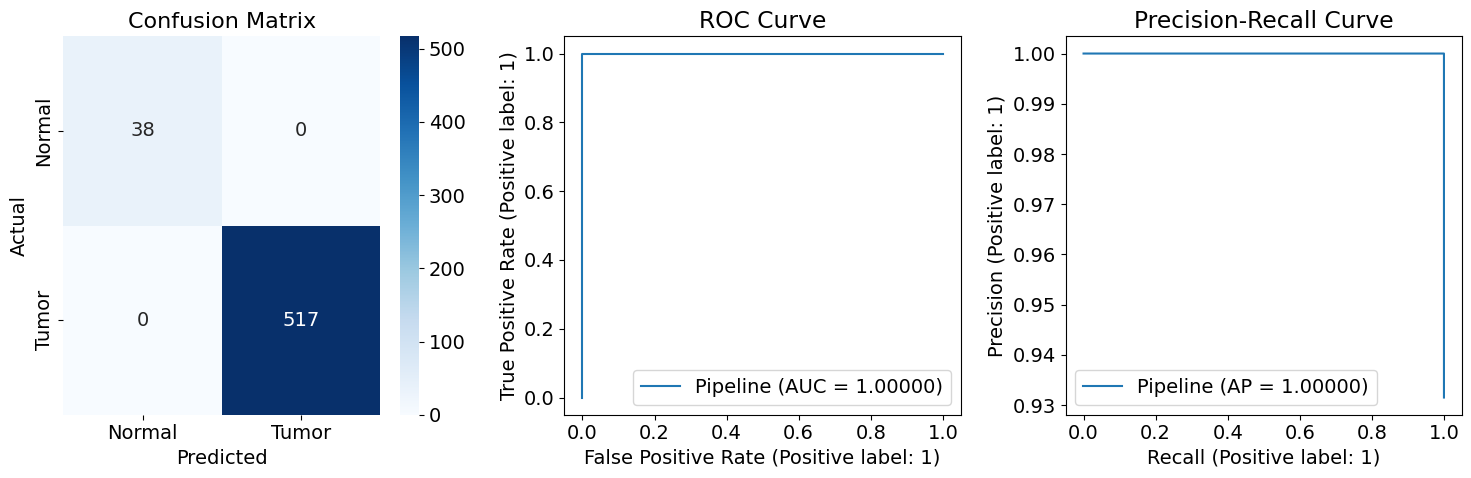 Confusion Matrix
Normal
Tumor
Actual
38
0
0
517
Normal
Tumor
Predicted
500
400
300
200
100
0
ROC Curve
True Positive Rate (Positive label: 1)
1.0
0.8
0.6
0.4
0.2
0.0
Pipeline (AUC = 1.00000)
0.0 0.2 0.4 0.6 0.8 1.0
False Positive Rate (Positive label: 1)
Precision-Recall Curve
Precision (Positive label: 1)
1.00
0.99
0.98
0.97
0.96
0.95
0.94
0.93
Pipeline (AP = 1.00000)
0.0 0.2 0.4 0.6 0.8 1.0
Recall (Positive label: 1)